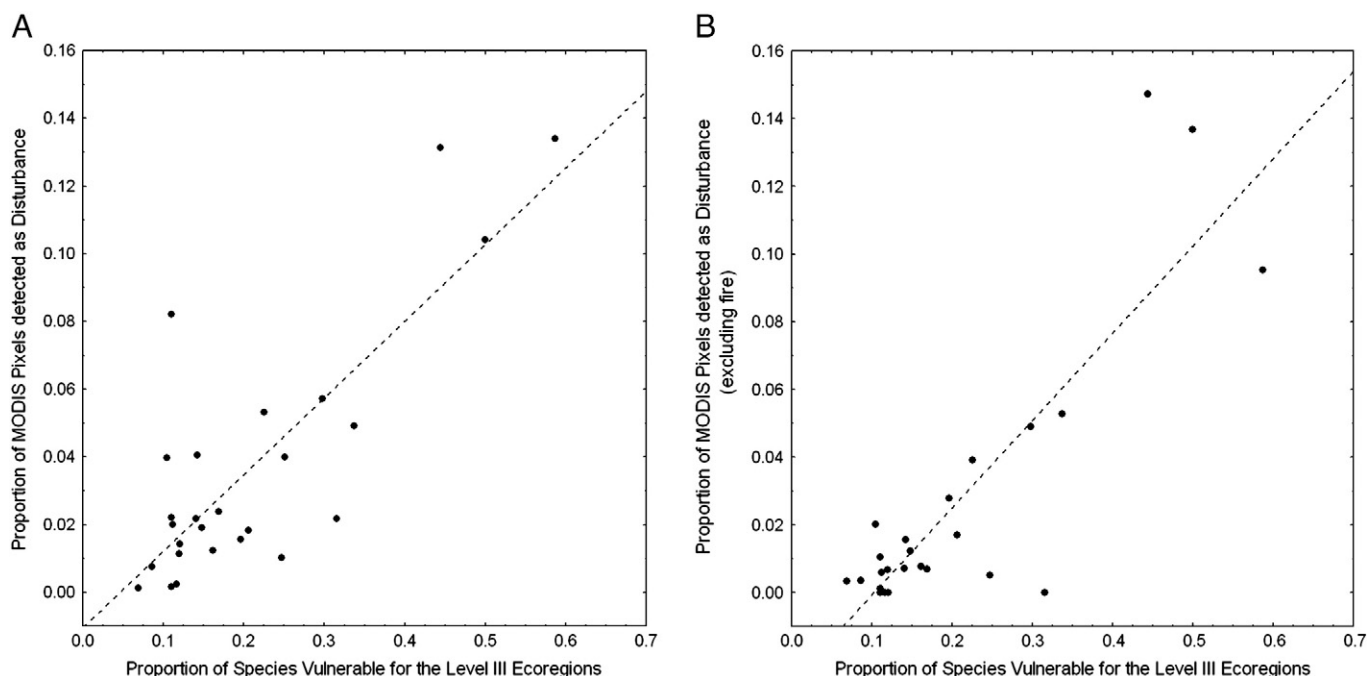 A
Proportion of MODIS Pixels detected as Disturbance
0.16
0.14
0.12
0.10
0.08
0.06
0.04
0.02
0.00
0.0 0.1 0.2 0.3 0.4 0.5 0.6 0.7
Proportion of Species Vulnerable for the Level III Ecoregions
B
Proportion of MODIS Pixels detected as Disturbance
(excluding fire)
0.16
0.14
0.12
0.10
0.08
0.06
0.04
0.02
0.00
0.0 0.1 0.2 0.3 0.4 0.5 0.6 0.7
Proportion of Species Vulnerable for the Level III Ecoregions